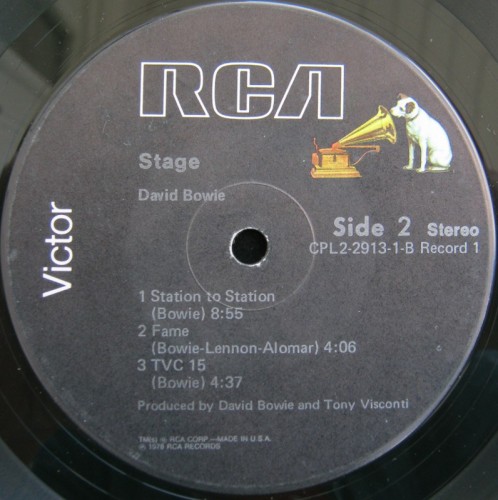 RCA
Stage
David Bowie
Victor
Side 2 Stereo
CPL2-2913-1-B Record 1
1 Station to Station
(Bowie) 8:55
2 Fame
(Bowie-Lennon-Alomar) 4:06
3 TVC 15
(Bowie) 4:37
Produced by David Bowie and Tony Visconti
TM(s) ® RCA CORP.—MADE IN U.S.A.
℗ 1978 RCA RECORDS